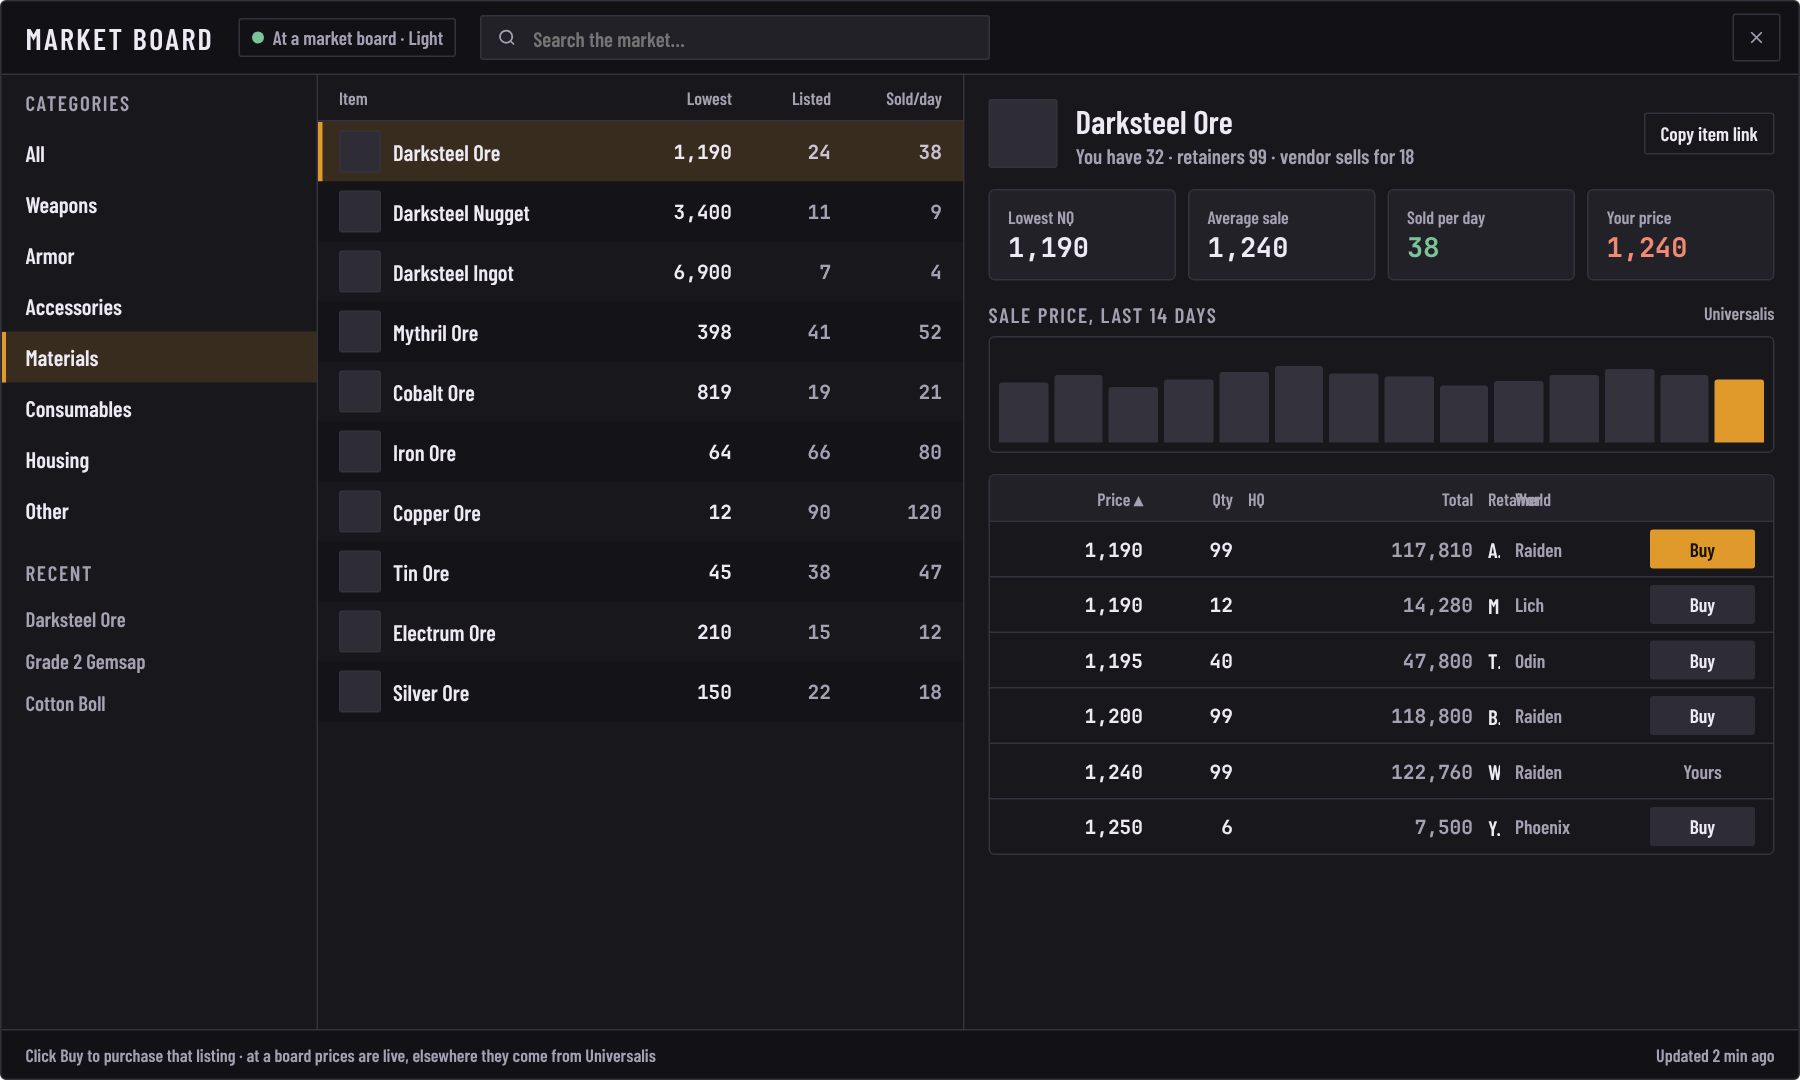 MARKET BOARD
At a market board · Light
Search the market...
CATEGORIES
All
Weapons
Armor
Accessories
Materials
Consumables
Housing
Other
RECENT
Darksteel Ore
Grade 2 Gemsap
Cotton Boll
Item Lowest Listed Sold/day
Darksteel Ore 1,190 24 38
Darksteel Nugget 3,400 11 9
Darksteel Ingot 6,900 7 4
Mythril Ore 398 41 52
Cobalt Ore 819 19 21
Iron Ore 64 66 80
Copper Ore 12 90 120
Tin Ore 45 38 47
Electrum Ore 210 15 12
Silver Ore 150 22 18
Darksteel Ore
You have 32 · retainers 99 · vendor sells for 18
Copy item link
Lowest NQ Average sale Sold per day Your price
1,190 1,240 38 1,240
SALE PRICE, LAST 14 DAYS Universalis
Price ▲ Qty HQ Total Retainer World
1,190 99 117,810 A. Raiden Buy
1,190 12 14,280 M Lich Buy
1,195 40 47,800 T. Odin Buy
1,200 99 118,800 B. Raiden Buy
1,240 99 122,760 W Raiden Yours
1,250 6 7,500 Y. Phoenix Buy
Click Buy to purchase that listing · at a board prices are live, elsewhere they come from Universalis
Updated 2 min ago